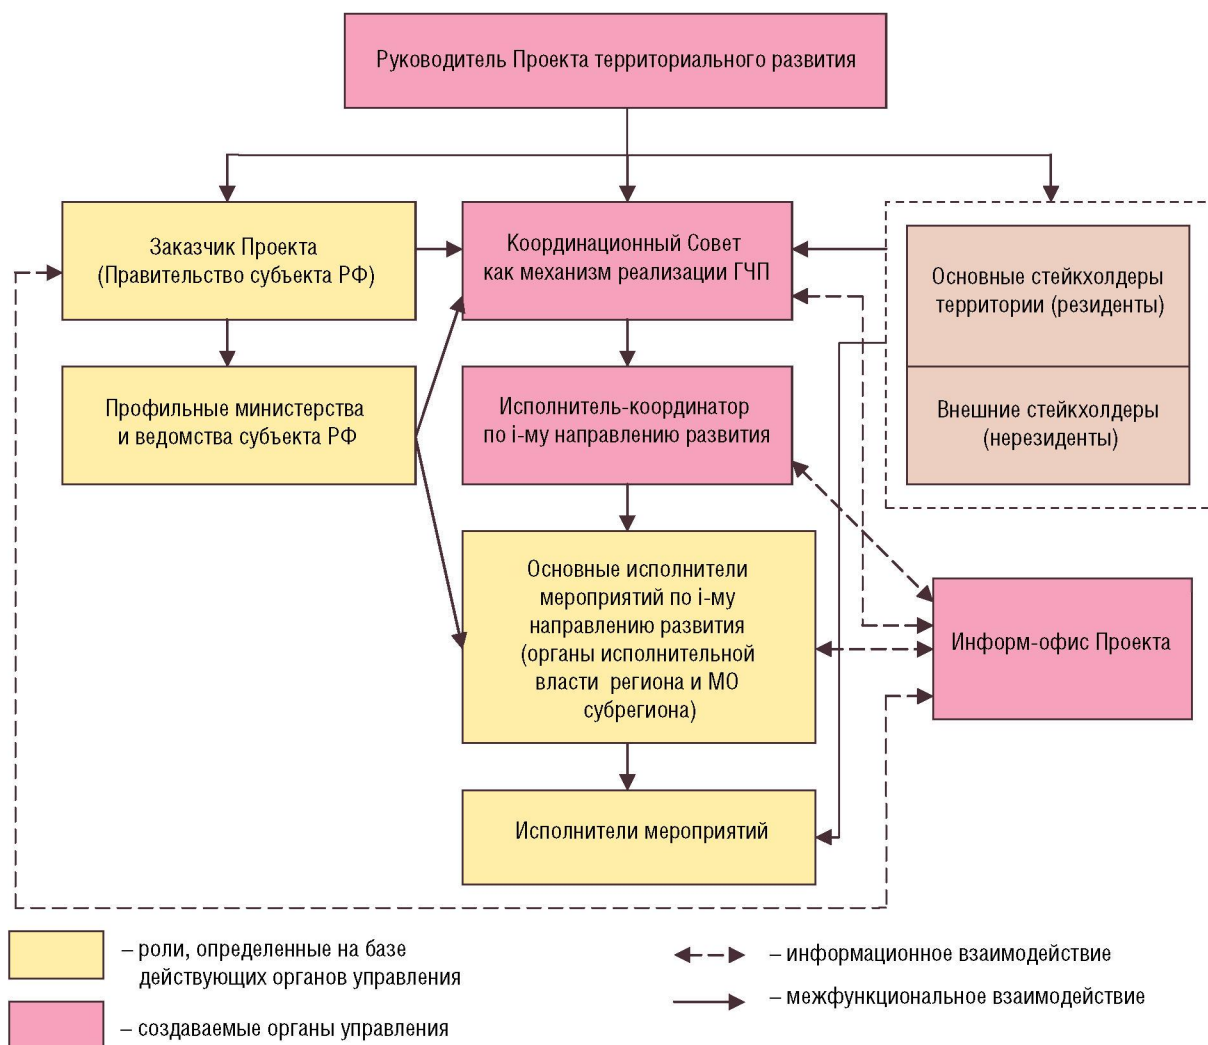 Руководитель Проекта территориального развития
Заказчик Проекта
(Правительство субъекта РФ)
Координационный Совет
как механизм реализации ГЧП
Основные стейкхолдеры
территории (резиденты)
Профильные министерства
и ведомства субъекта РФ
Исполнитель-координатор
по i-му направлению развития
Внешние стейкхолдеры
(нерезиденты)
Основные исполнители
мероприятий по i-му
направлению развития
(органы исполнительной
власти региона и МО
субрегиона)
Информ-офис Проекта
Исполнители мероприятий
– роли, определенные на базе
действующих органов управления
– создаваемые органы управления
– информационное взаимодействие
– межфункциональное взаимодействие